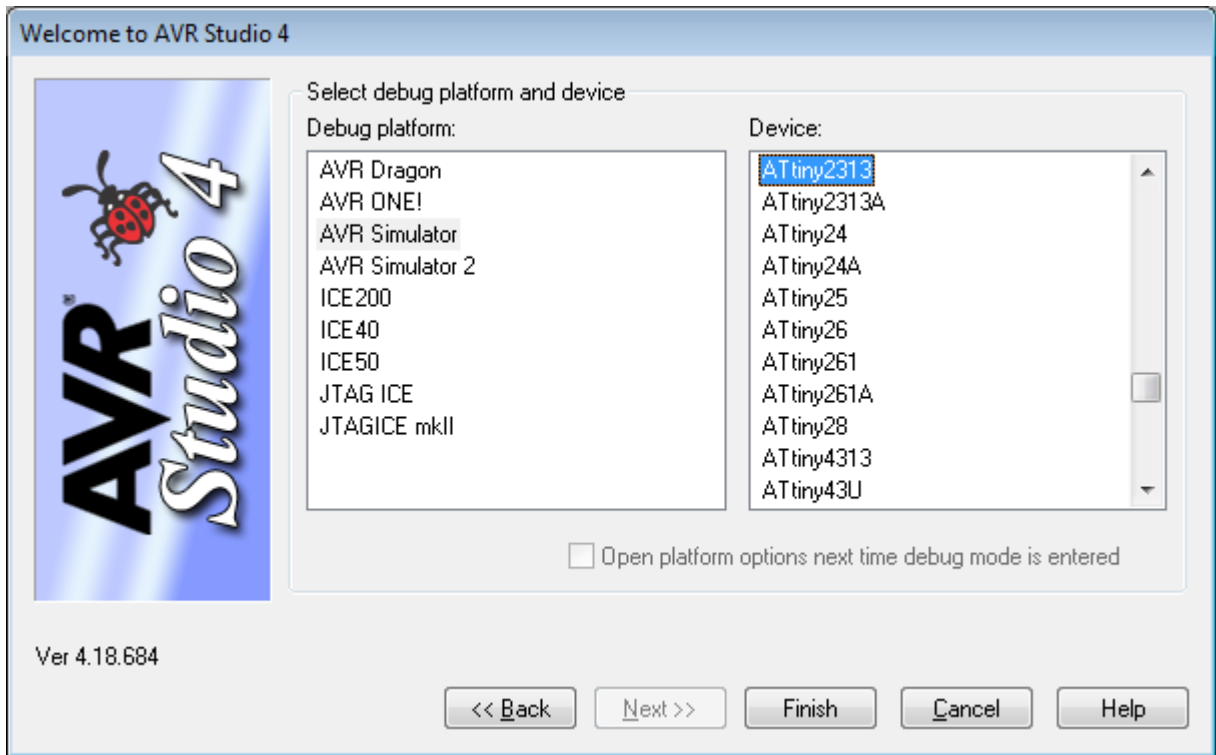 Welcome to AVR Studio 4
AVR Studio 4
Select debug platform and device
Debug platform:
AVR Dragon
AVR ONE!
AVR Simulator
AVR Simulator 2
ICE200
ICE40
ICE50
JTAG ICE
JTAGICE mkII
Device:
ATtiny2313
ATtiny2313A
ATtiny24
ATtiny24A
ATtiny25
ATtiny26
ATtiny261
ATtiny261A
ATtiny28
ATtiny4313
ATtiny43U
Open platform options next time debug mode is entered
Ver 4.18.684
<< Back
Next >>
Finish
Cancel
Help